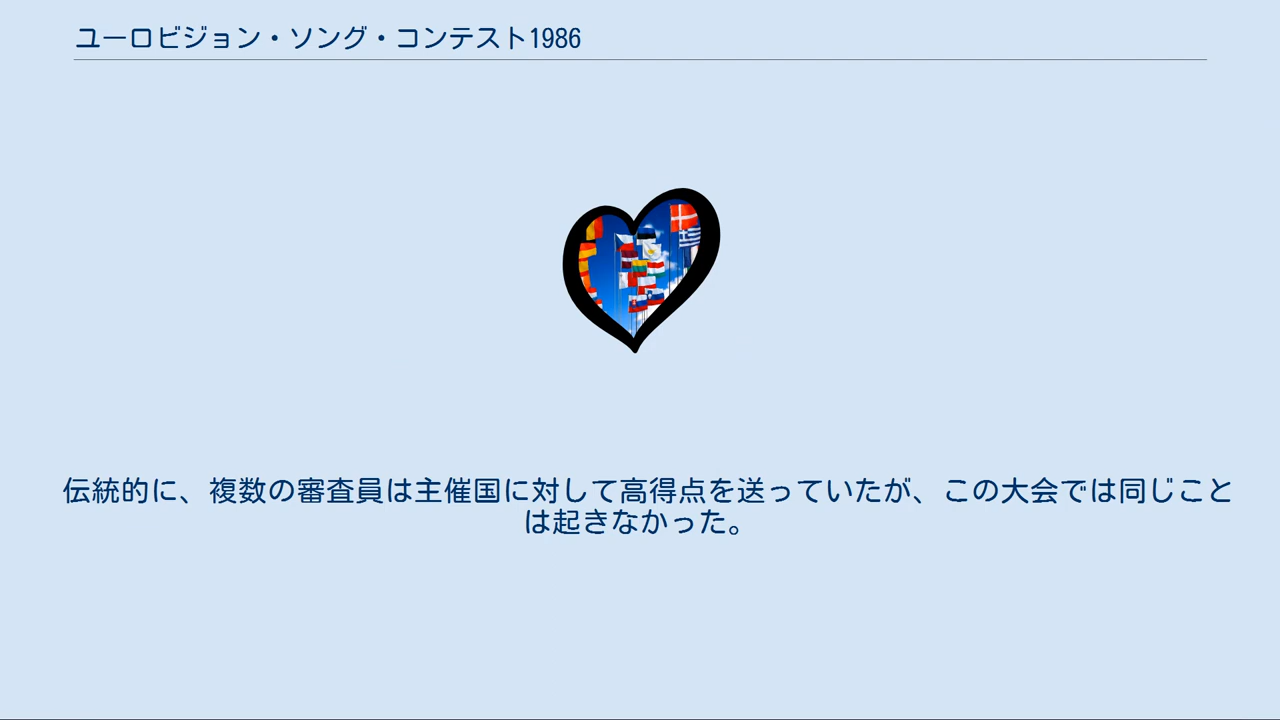 ユーロビジョン・ソング・コンテスト1986
伝統的に、複数の審査員は主催国に対して高得点を送っていたが、この大会では同じこと
は起きなかった。